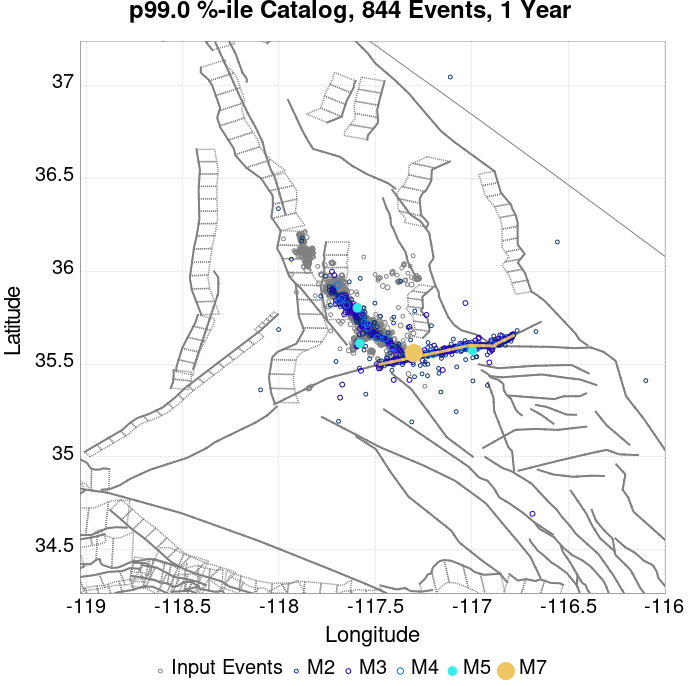 p99.0 %-ile Catalog, 844 Events, 1 Year
Latitude
37
36.5
36
35.5
35
34.5
-119
-118.5
-118
-117.5
-117
-116.5
-116
Longitude
Input Events
M2
M3
M4
M5
M7